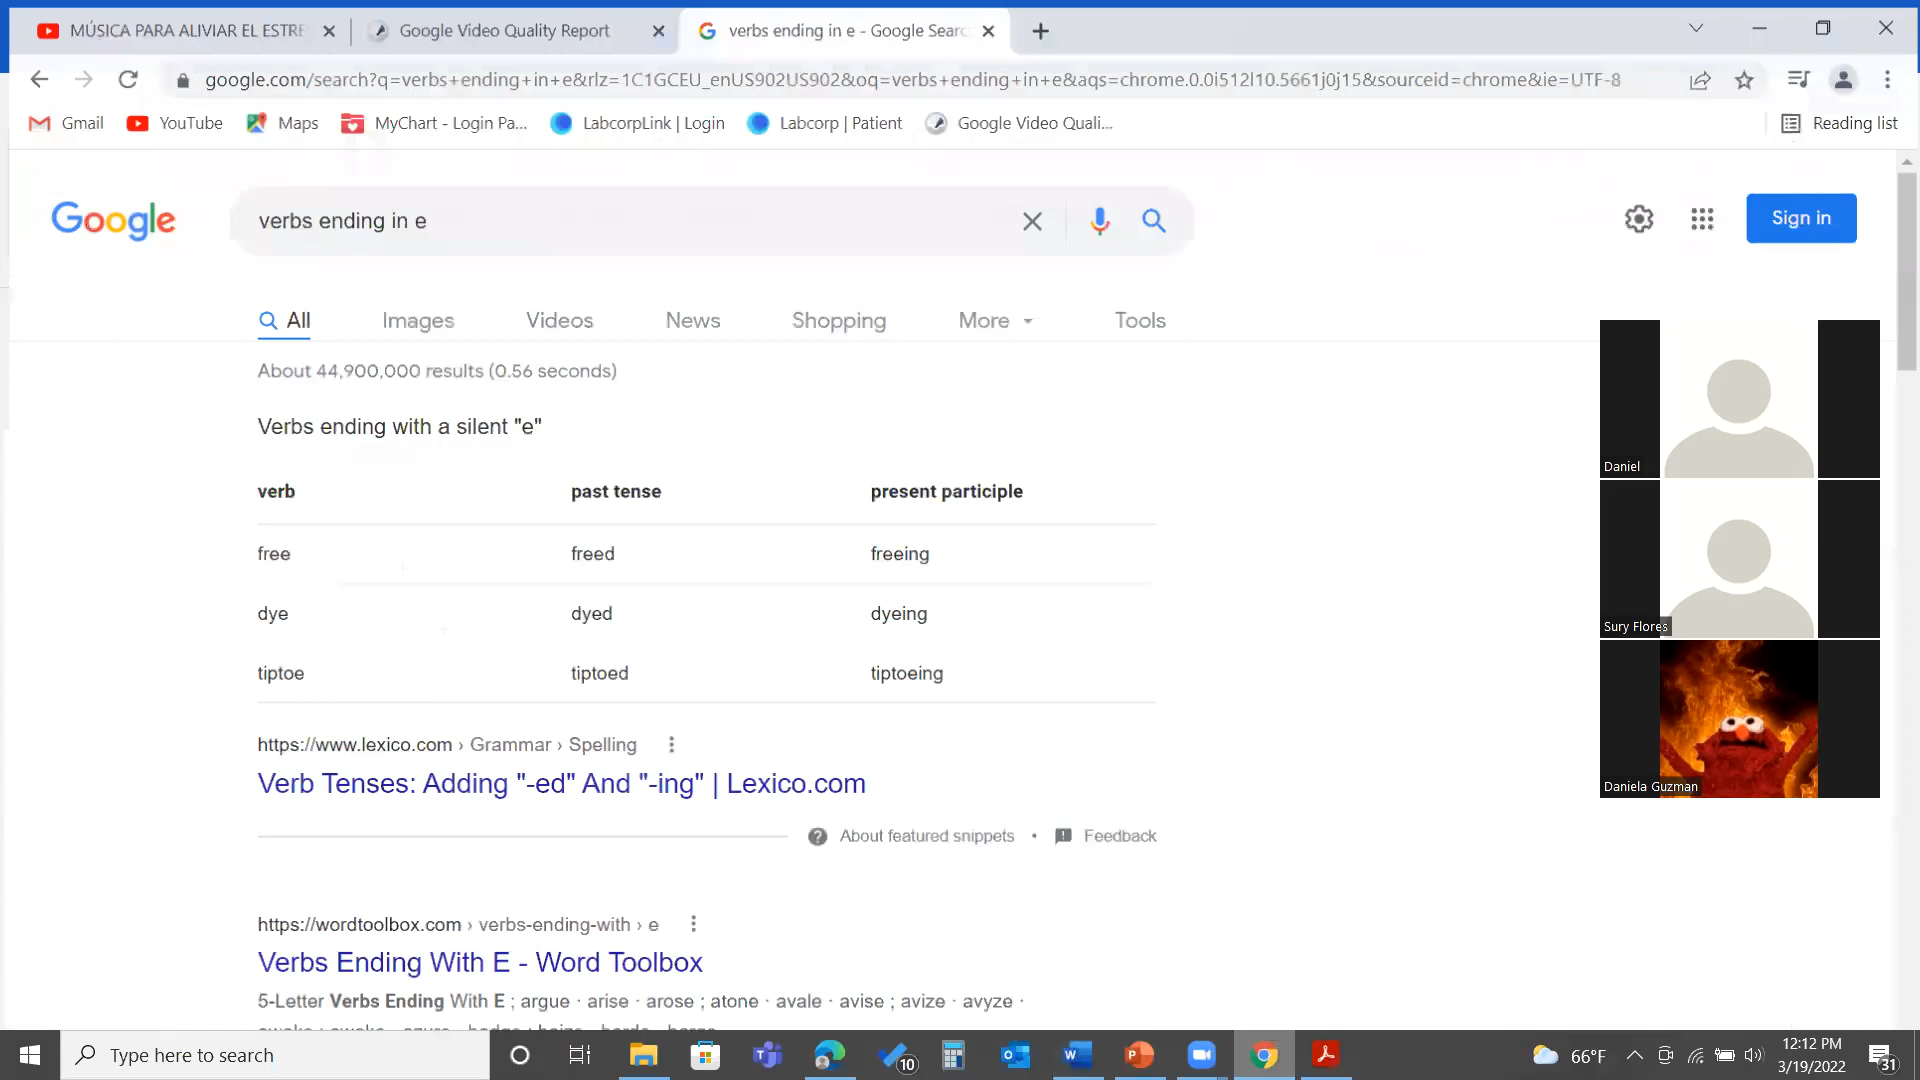 MÚSICA PARA ALIVIAR EL ESTRE
Google Video Quality Report
verbs ending in e - Google Searc
google.com/search?q=verbs+ending+in+e&rlz=1C1GCEU_enUS902US902&oq=verbs+ending+in+e&aqs=chrome.0.0i512l10.5661j0j15&sourceid=chrome&ie=UTF-8
Gmail YouTube Maps MyChart - Login Pa... LabcorpLink | Login Labcorp | Patient Google Video Quali... Reading list
Google verbs ending in e Sign in
All Images Videos News Shopping More Tools
About 44,900,000 results (0.56 seconds)
Verbs ending with a silent "e"
verb past tense present participle
free freed freeing
dye dyed dyeing
tiptoe tiptoed tiptoeing
https://www.lexico.com › Grammar › Spelling
Verb Tenses: Adding "-ed" And "-ing" | Lexico.com
About featured snippets • Feedback
https://wordtoolbox.com › verbs-ending-with › e
Verbs Ending With E - Word Toolbox
5-Letter Verbs Ending With E ; argue · arise · arose ; atone · avale · avise ; avize · avyze ·
Daniel
Sury Flores
Daniela Guzman
Type here to search
10
66°F
12:12 PM
3/19/2022
31